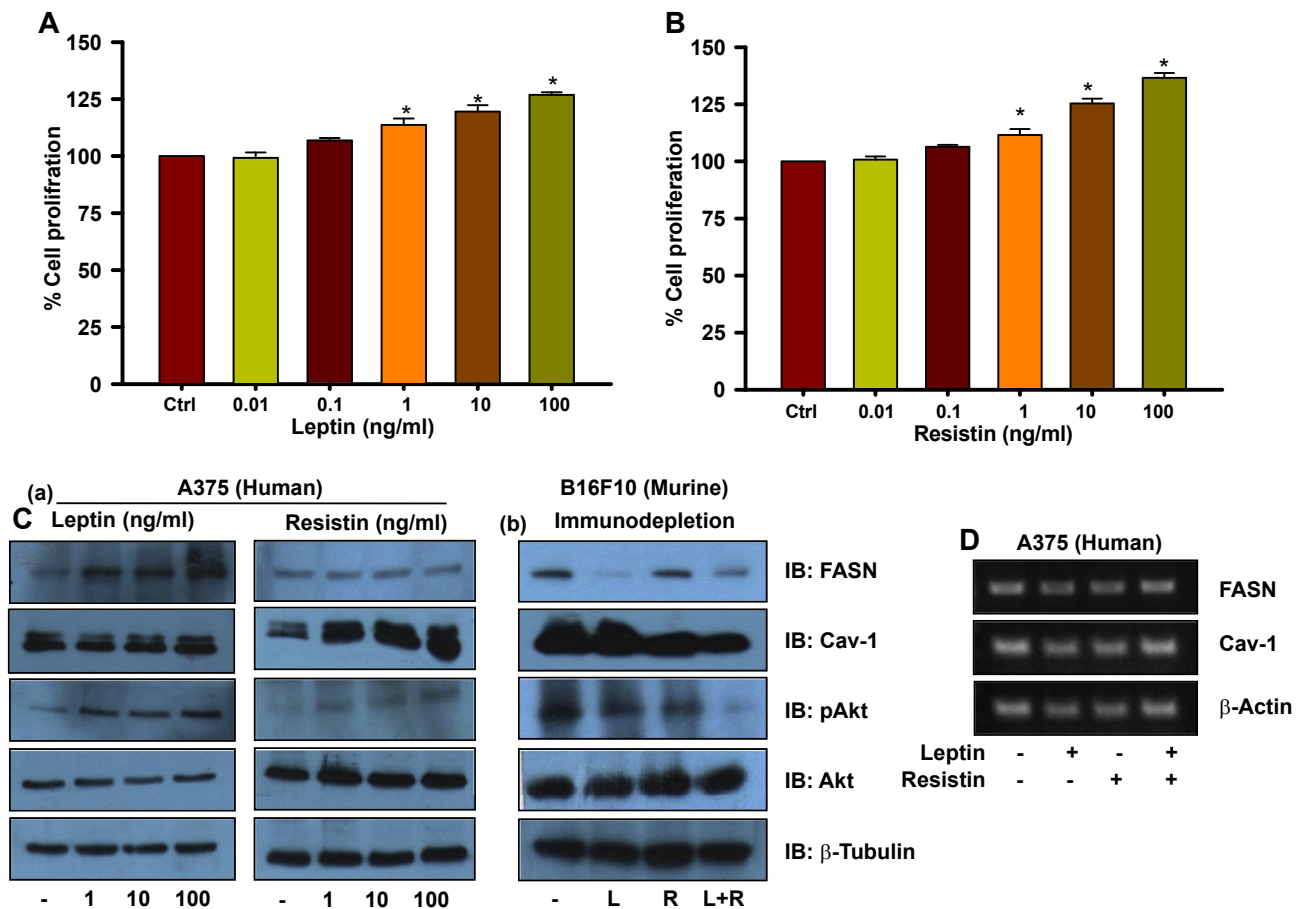 A
150
125
100
75
50
25
0
% Cell prolifration
*
*
*
Ctrl 0.01 0.1 1 10 100
Leptin (ng/ml)
B
150
125
100
75
50
25
0
% Cell proliferation
*
*
*
Ctrl 0.01 0.1 1 10 100
Resistin (ng/ml)
C
(a) A375 (Human)
Leptin (ng/ml) Resistin (ng/ml)
B16F10 (Murine)
(b) Immunodepletion
IB: FASN
IB: Cav-1
IB: pAkt
IB: Akt
IB: β-Tubulin
- 1 10 100 - 1 10 100 - L R L+R
D
A375 (Human)
FASN
Cav-1
β-Actin
Leptin - + - +
Resistin - - + +